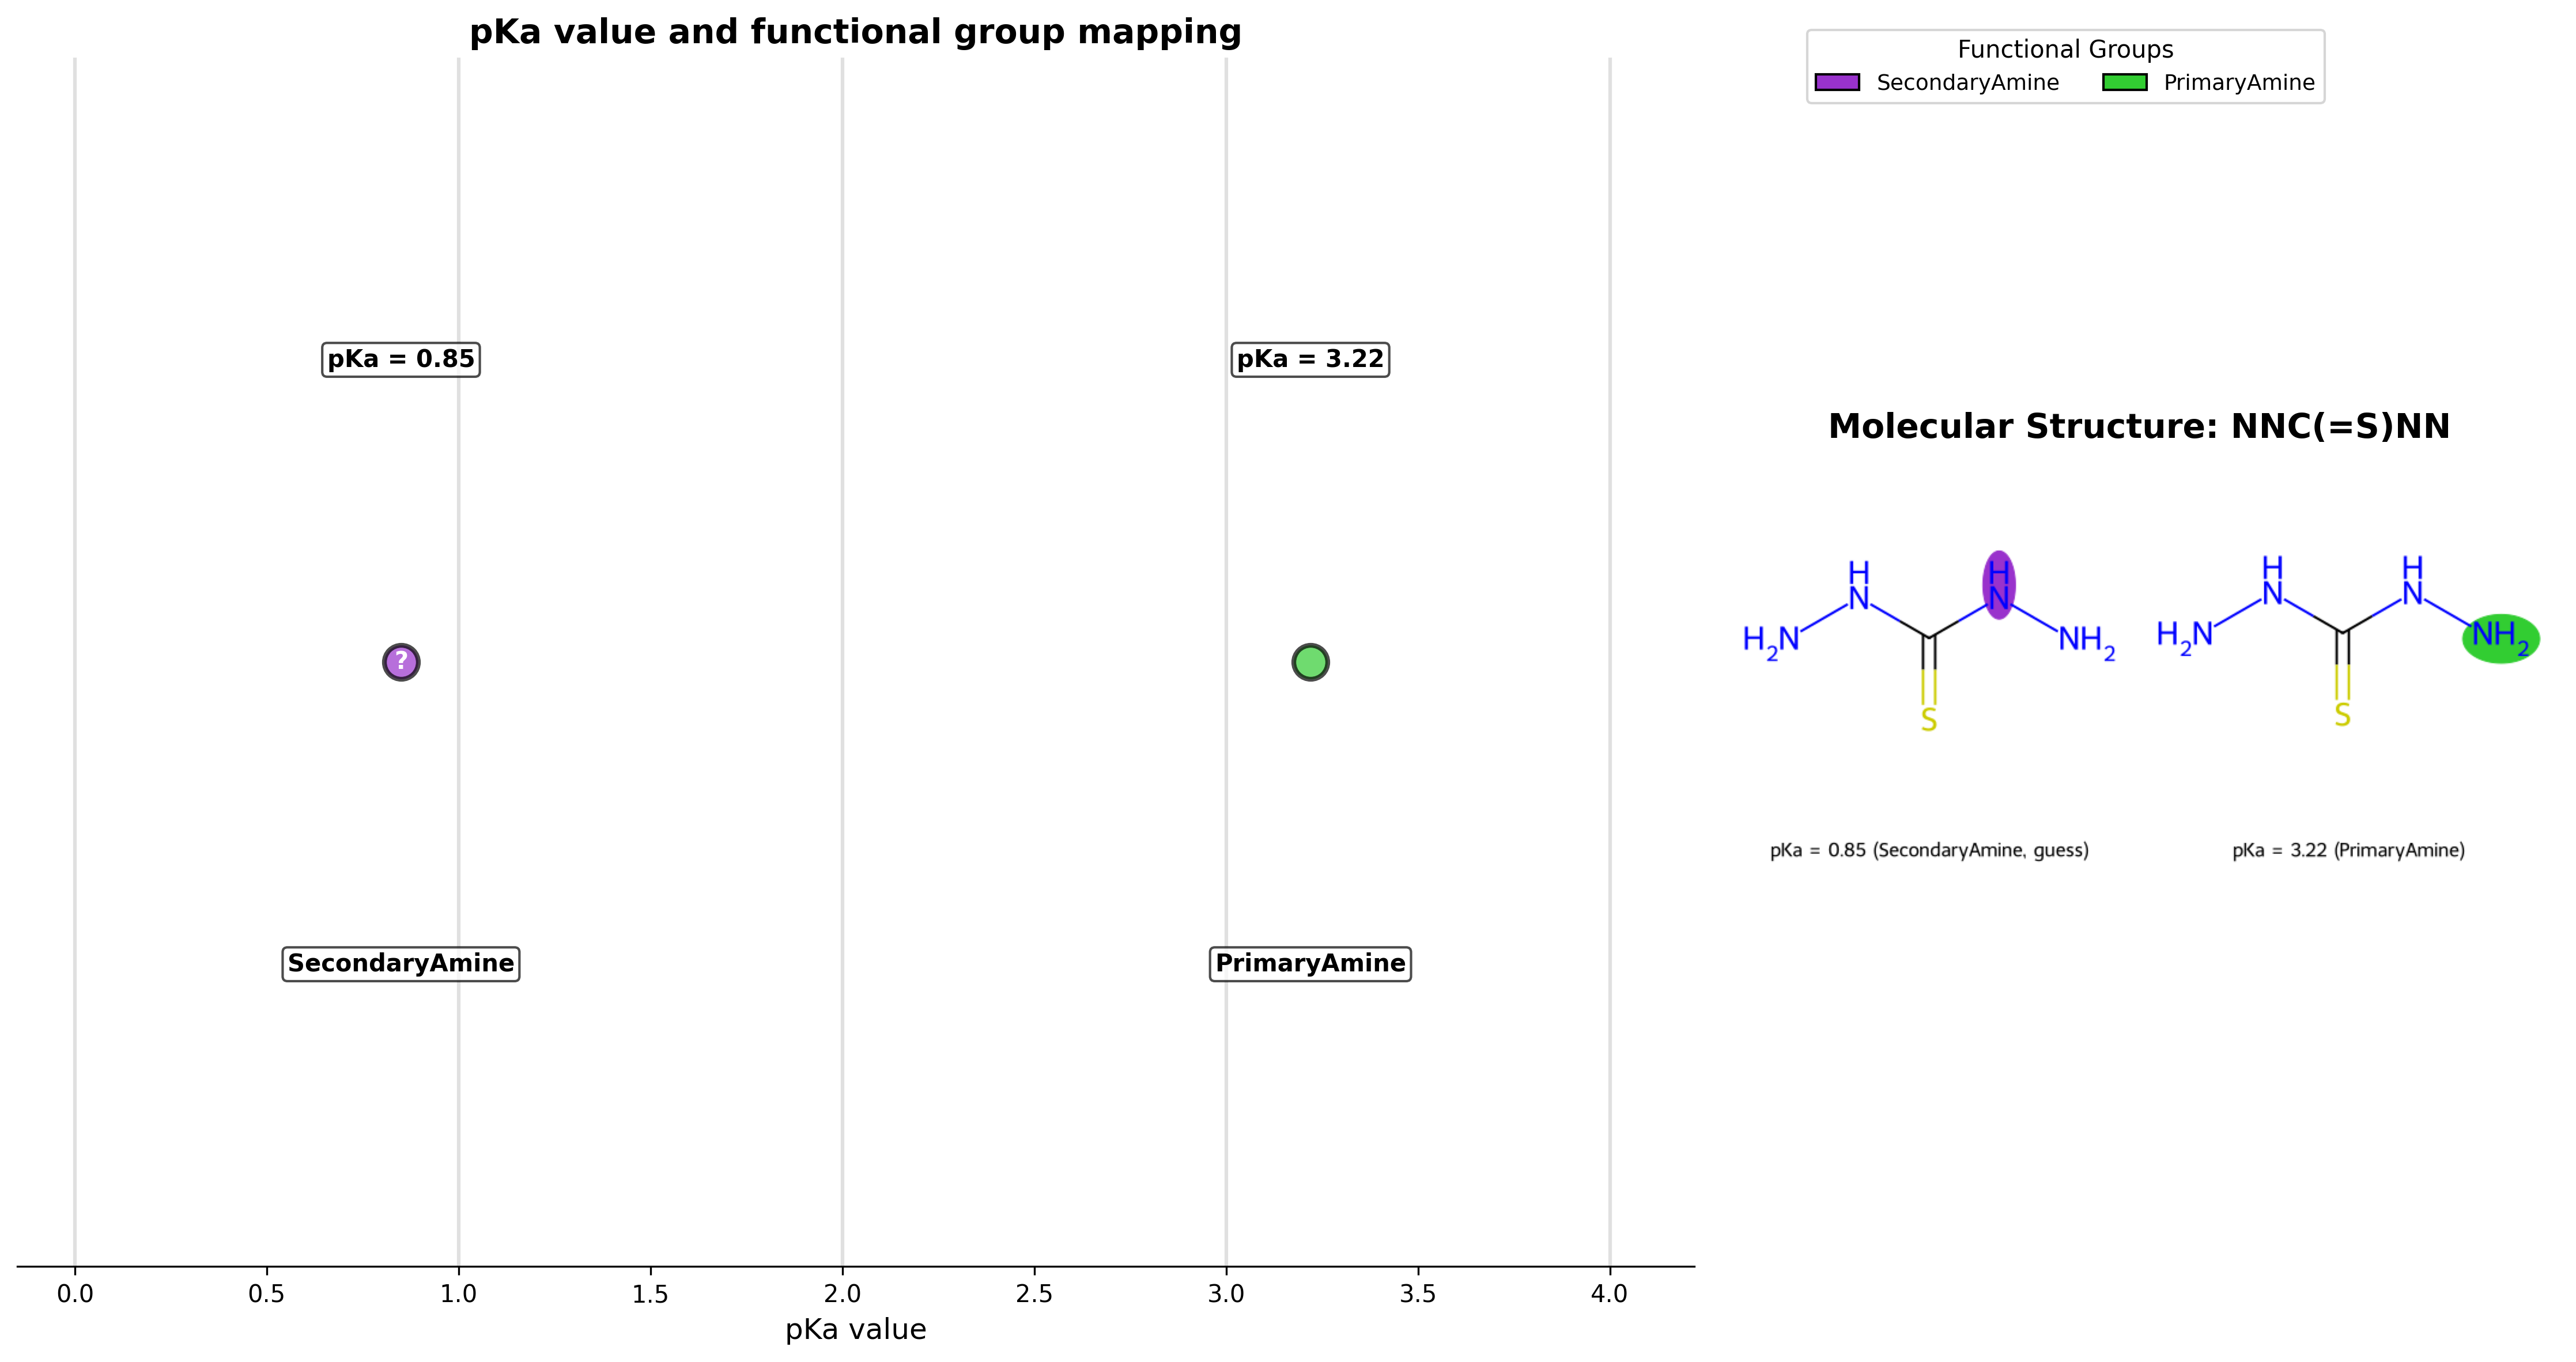 pKa value and functional group mapping
Functional Groups
SecondaryAmine PrimaryAmine
pKa = 0.85 pKa = 3.22
?
SecondaryAmine PrimaryAmine
0.0 0.5 1.0 1.5 2.0 2.5 3.0 3.5 4.0
pKa value
Molecular Structure: NNC(=S)NN
H H
N N
H2N NH2
S
H H
N N
H2N NH2
S
pKa = 0.85 (SecondaryAmine, guess) pKa = 3.22 (PrimaryAmine)